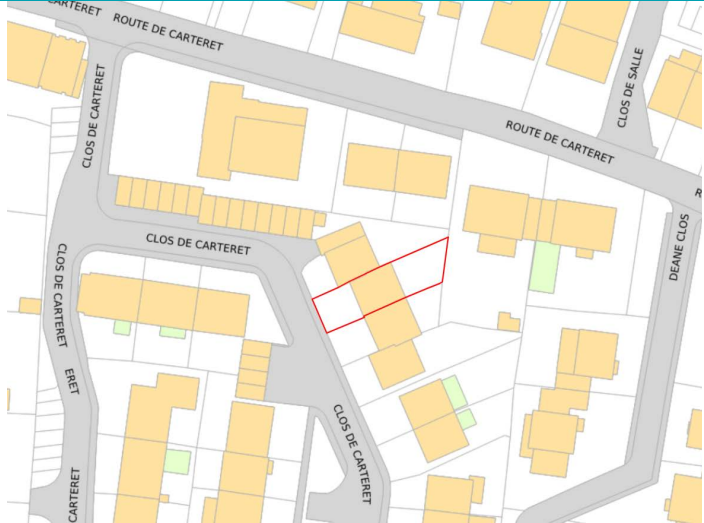 CARTERET
ROUTE DE CARTERET
CLOS DE SALLE
CLOS DE CARTERET
ROUTE DE CARTERET
R
CLOS DE CARTERET
DEANE CLOS
CLOS DE CARTERET
ERET
CLOS DE CARTERET
CARTERET